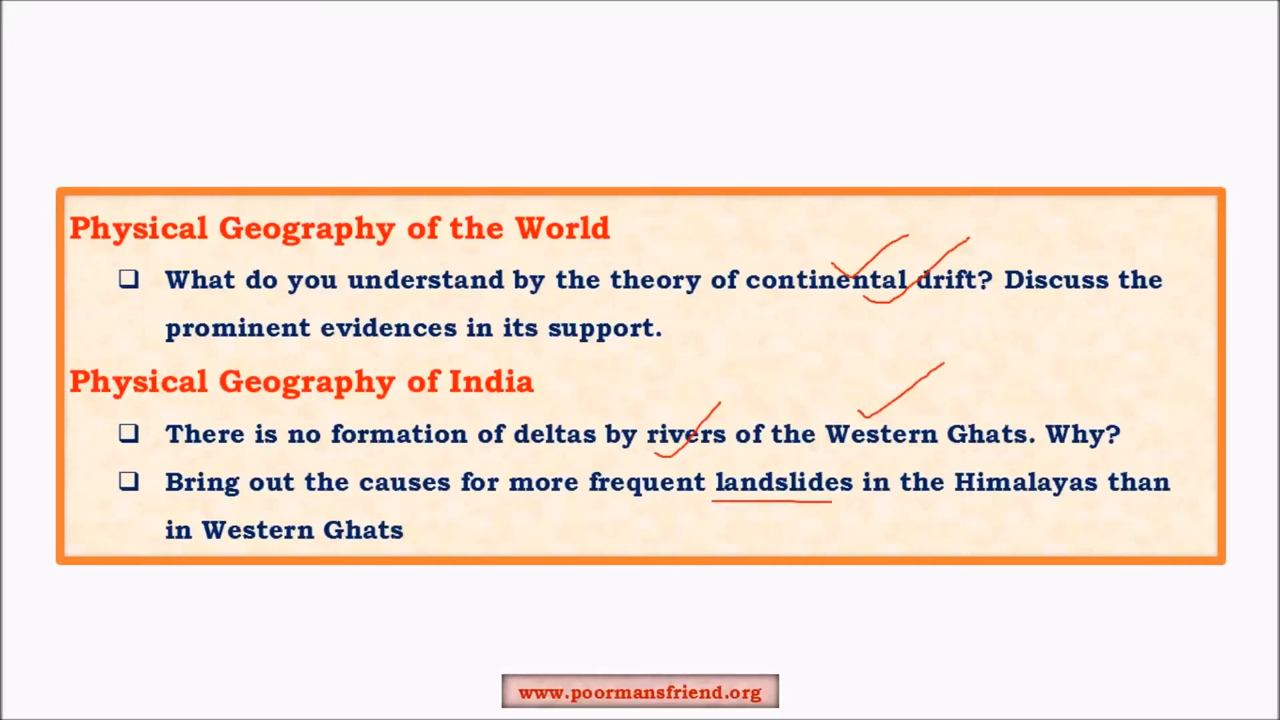 Physical Geography of the World
What do you understand by the theory of continental drift? Discuss the
prominent evidences in its support.
Physical Geography of India
There is no formation of deltas by rivers of the Western Ghats. Why?
Bring out the causes for more frequent landslides in the Himalayas than
in Western Ghats
www.poormansfriend.org